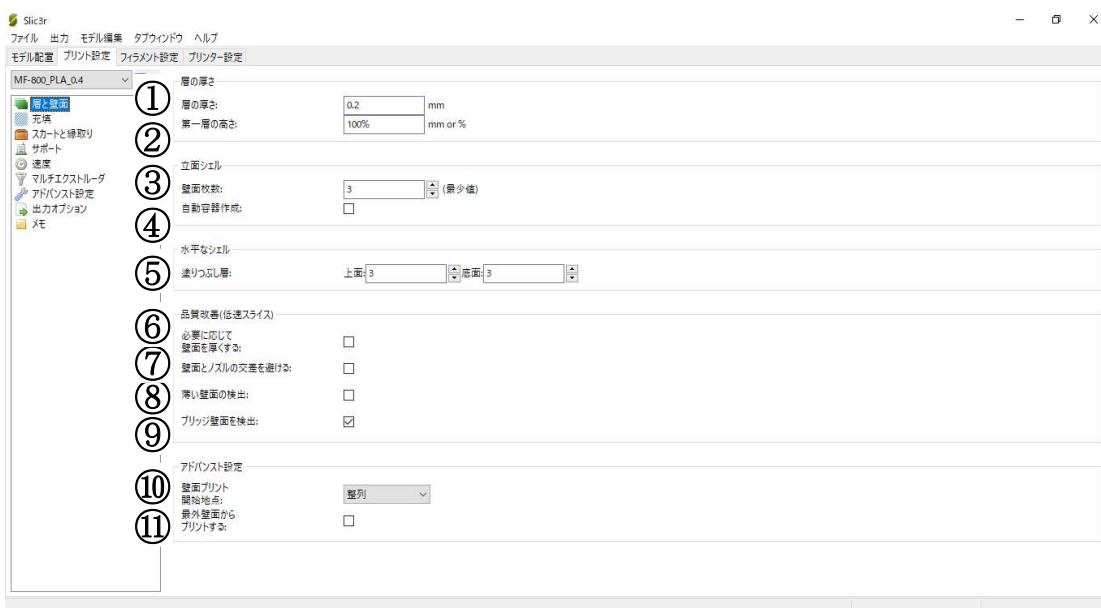 Slic3r
ファイル 出力 モデル編集 タブウィンドウ ヘルプ
モデル配置 プリント設定 フィラメント設定 プリンター設定
MF-800_PLA_0.4
層と壁面
充填
スカートと縁取り
サポート
速度
マルチエクストルーダ
アドバンスト設定
出力オプション
メモ
層の厚さ
① 層の厚さ: 0.2 mm
② 第一層の高さ: 100% mm or %
立面シェル
③ 壁面枚数: 3 (最少値)
④ 自動容器作成:
水平なシェル
⑤ 塗りつぶし層: 上面: 3 底面: 3
品質改善(低速スライス)
⑥ 必要に応じて
壁面を厚くする:
⑦ 壁面とノズルの交差を避ける:
⑧ 薄い壁面の検出:
⑨ ブリッジ壁面を検出:
アドバンスト設定
⑩ 壁面プリント
開始地点: 整列
⑪ 最外壁面から
プリントする: